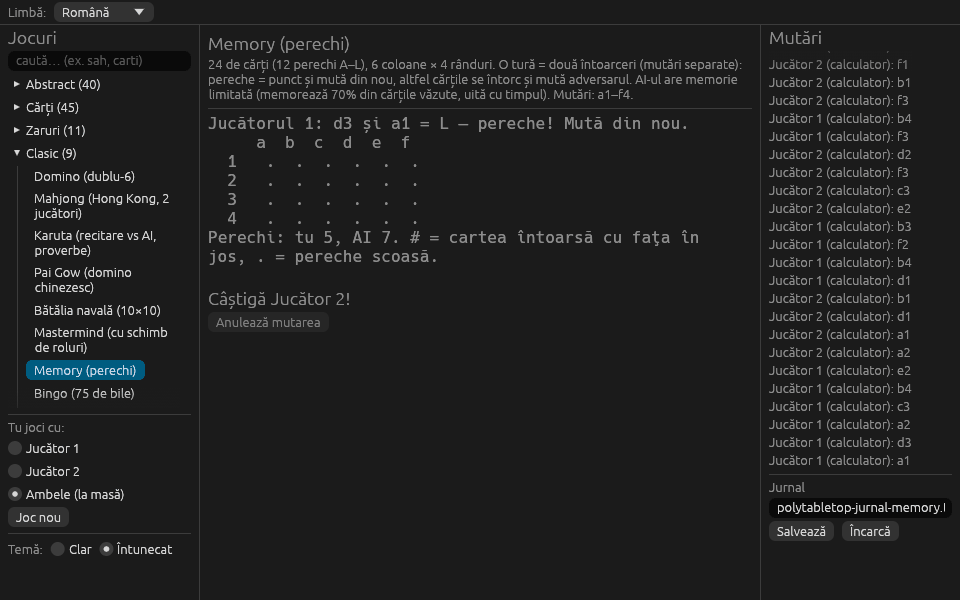 Limbă: Română
Jocuri
caută... (ex. sah, carti)
Abstract (40)
Cărți (45)
Zaruri (11)
Clasic (9)
Domino (dublu-6)
Mahjong (Hong Kong, 2
jucători)
Karuta (recitare vs AI,
proverbe)
Pai Gow (domino
chinezesc)
Bătălia navală (10×10)
Mastermind (cu schimb
de roluri)
Memory (perechi)
Bingo (75 de bile)
Tu joci cu:
Jucător 1
Jucător 2
Ambele (la masă)
Joc nou
Temă: Clar Întunecat
Memory (perechi)
24 de cărți (12 perechi A–L), 6 coloane × 4 rânduri. O tură = două întoarceri (mutări separate):
pereche = punct și mută din nou, altfel cărțile se întorc și mută adversarul. AI-ul are memorie
limitată (memorează 70% din cărțile văzute, uită cu timpul). Mutări: a1–f4.
Jucătorul 1: d3 și a1 = L — pereche! Mută din nou.
a b c d e f
1 . . . . . .
2 . . . . . .
3 . . . . . .
4 . . . . . .
Perechi: tu 5, AI 7. # = cartea întoarsă cu fața în
jos, . = pereche scoasă.
Câștigă Jucător 2!
Anulează mutarea
Mutări
Jucător 2 (calculator): f1
Jucător 2 (calculator): b1
Jucător 2 (calculator): f3
Jucător 1 (calculator): b4
Jucător 1 (calculator): f3
Jucător 2 (calculator): d2
Jucător 2 (calculator): f3
Jucător 2 (calculator): c3
Jucător 2 (calculator): e2
Jucător 1 (calculator): b3
Jucător 1 (calculator): f2
Jucător 1 (calculator): b4
Jucător 1 (calculator): d1
Jucător 2 (calculator): b1
Jucător 2 (calculator): d1
Jucător 2 (calculator): a1
Jucător 2 (calculator): a2
Jucător 1 (calculator): e2
Jucător 1 (calculator): b4
Jucător 1 (calculator): c3
Jucător 1 (calculator): a2
Jucător 1 (calculator): d3
Jucător 1 (calculator): a1
Jurnal
polytabletop-jurnal-memory.
Salvează Încarcă